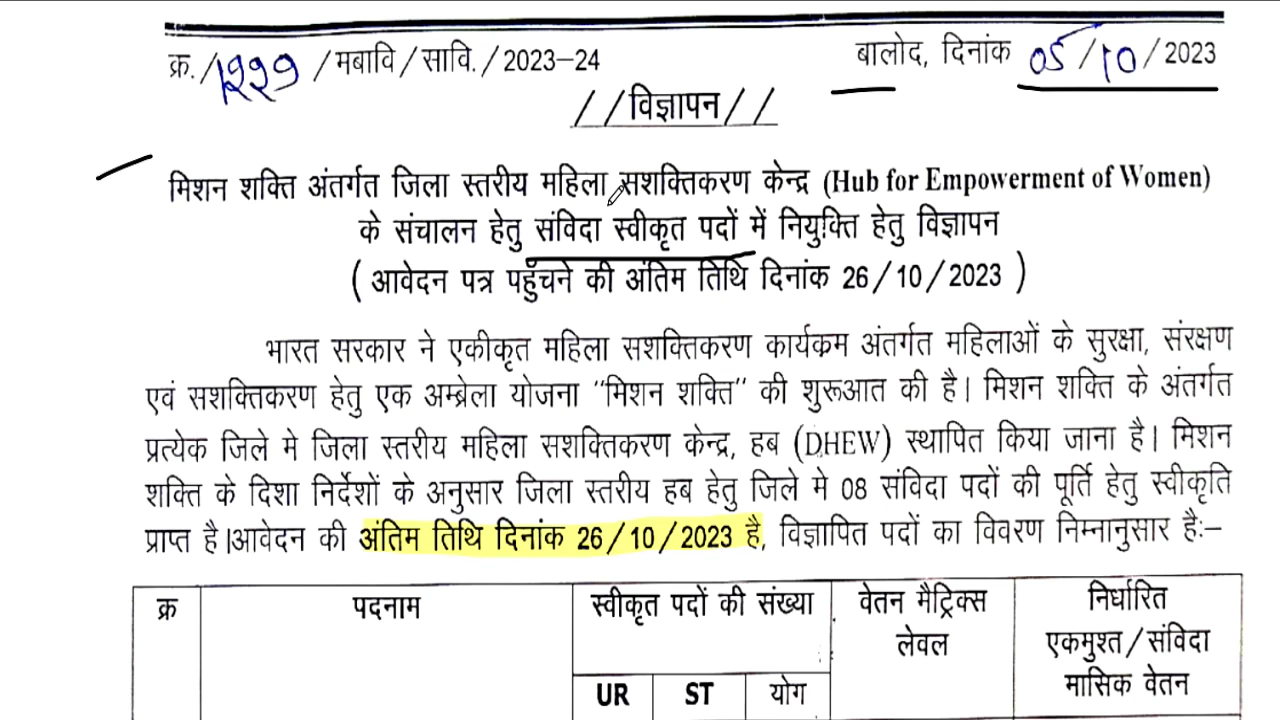 क्र./१२२९ /मबावि/सावि./2023-24 बालोद, दिनांक 05/10/2023
//विज्ञापन//
मिशन शक्ति अंतर्गत जिला स्तरीय महिला सशक्तिकरण केन्द्र (Hub for Empowerment of Women)
के संचालन हेतु संविदा स्वीकृत पदों में नियुक्ति हेतु विज्ञापन
(आवेदन पत्र पहुँचने की अंतिम तिथि दिनांक 26/10/2023)
भारत सरकार ने एकीकृत महिला सशक्तिकरण कार्यक्रम अंतर्गत महिलाओं के सुरक्षा, संरक्षण
एवं सशक्तिकरण हेतु एक अम्ब्रेला योजना "मिशन शक्ति" की शुरूआत की है। मिशन शक्ति के अंतर्गत
प्रत्येक जिले मे जिला स्तरीय महिला सशक्तिकरण केन्द्र, हब (DHEW) स्थापित किया जाना है। मिशन
शक्ति के दिशा निर्देशों के अनुसार जिला स्तरीय हब हेतु जिले मे 08 संविदा पदों की पूर्ति हेतु स्वीकृति
प्राप्त है।आवेदन की अंतिम तिथि दिनांक 26/10/2023 है, विज्ञापित पदों का विवरण निम्नानुसार हैः-
क्र पदनाम स्वीकृत पदों की संख्या वेतन मैट्रिक्स निर्धारित
लेवल एकमुश्त/संविदा
मासिक वेतन
UR ST योग